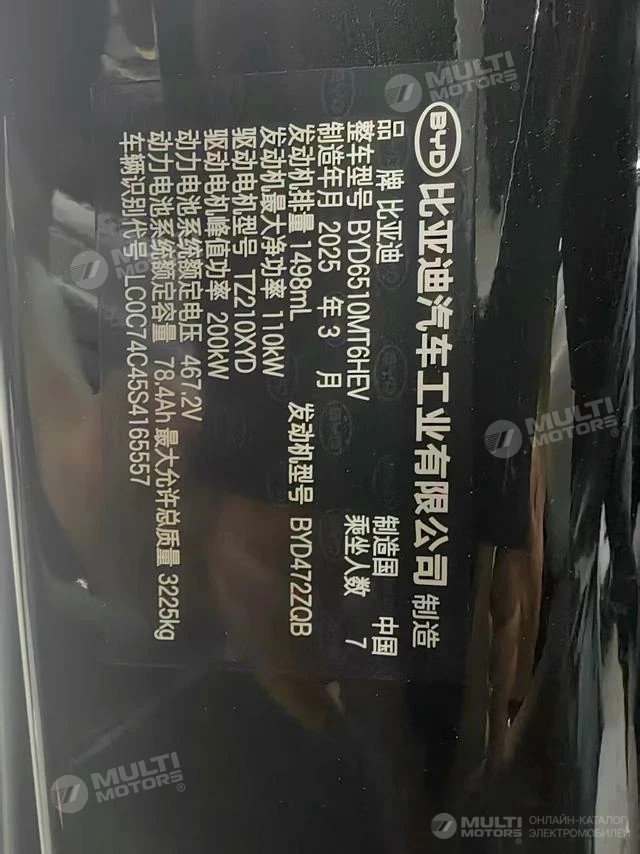 BYD 比亚迪汽车工业有限公司 制造
品 牌 比亚迪 制造国 中国
整车型号 BYD6510MT6HEV 乘坐人数 7
制造年月 2025 年 3 月
发动机排量 1498mL 发动机型号 BYD472ZQB
发动机最大净功率 110kW
驱动电机型号 TZ210XYD
驱动电机峰值功率 200kW
动力电池系统额定电压 467.2V
动力电池系统额定容量 78.4Ah 最大允许总质量 3225kg
车辆识别代号 LC0C74C45S4165557
MULTI MOTORS®
MULTI MOTORS®
MULTI MOTORS®
MULTI MOTORS®
MULTI MOTORS® ОНЛАЙН-КАТАЛОГ ЭЛЕКТРОМОБИЛЕЙ